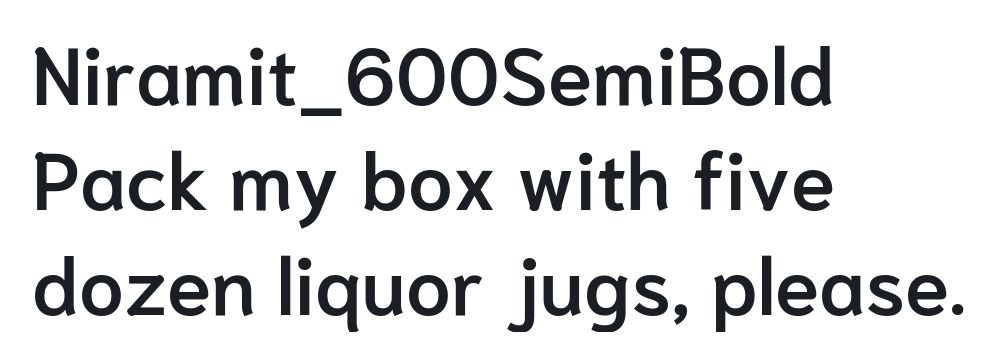 Niramit_600SemiBold
Pack my box with five
dozen liquor jugs, please.